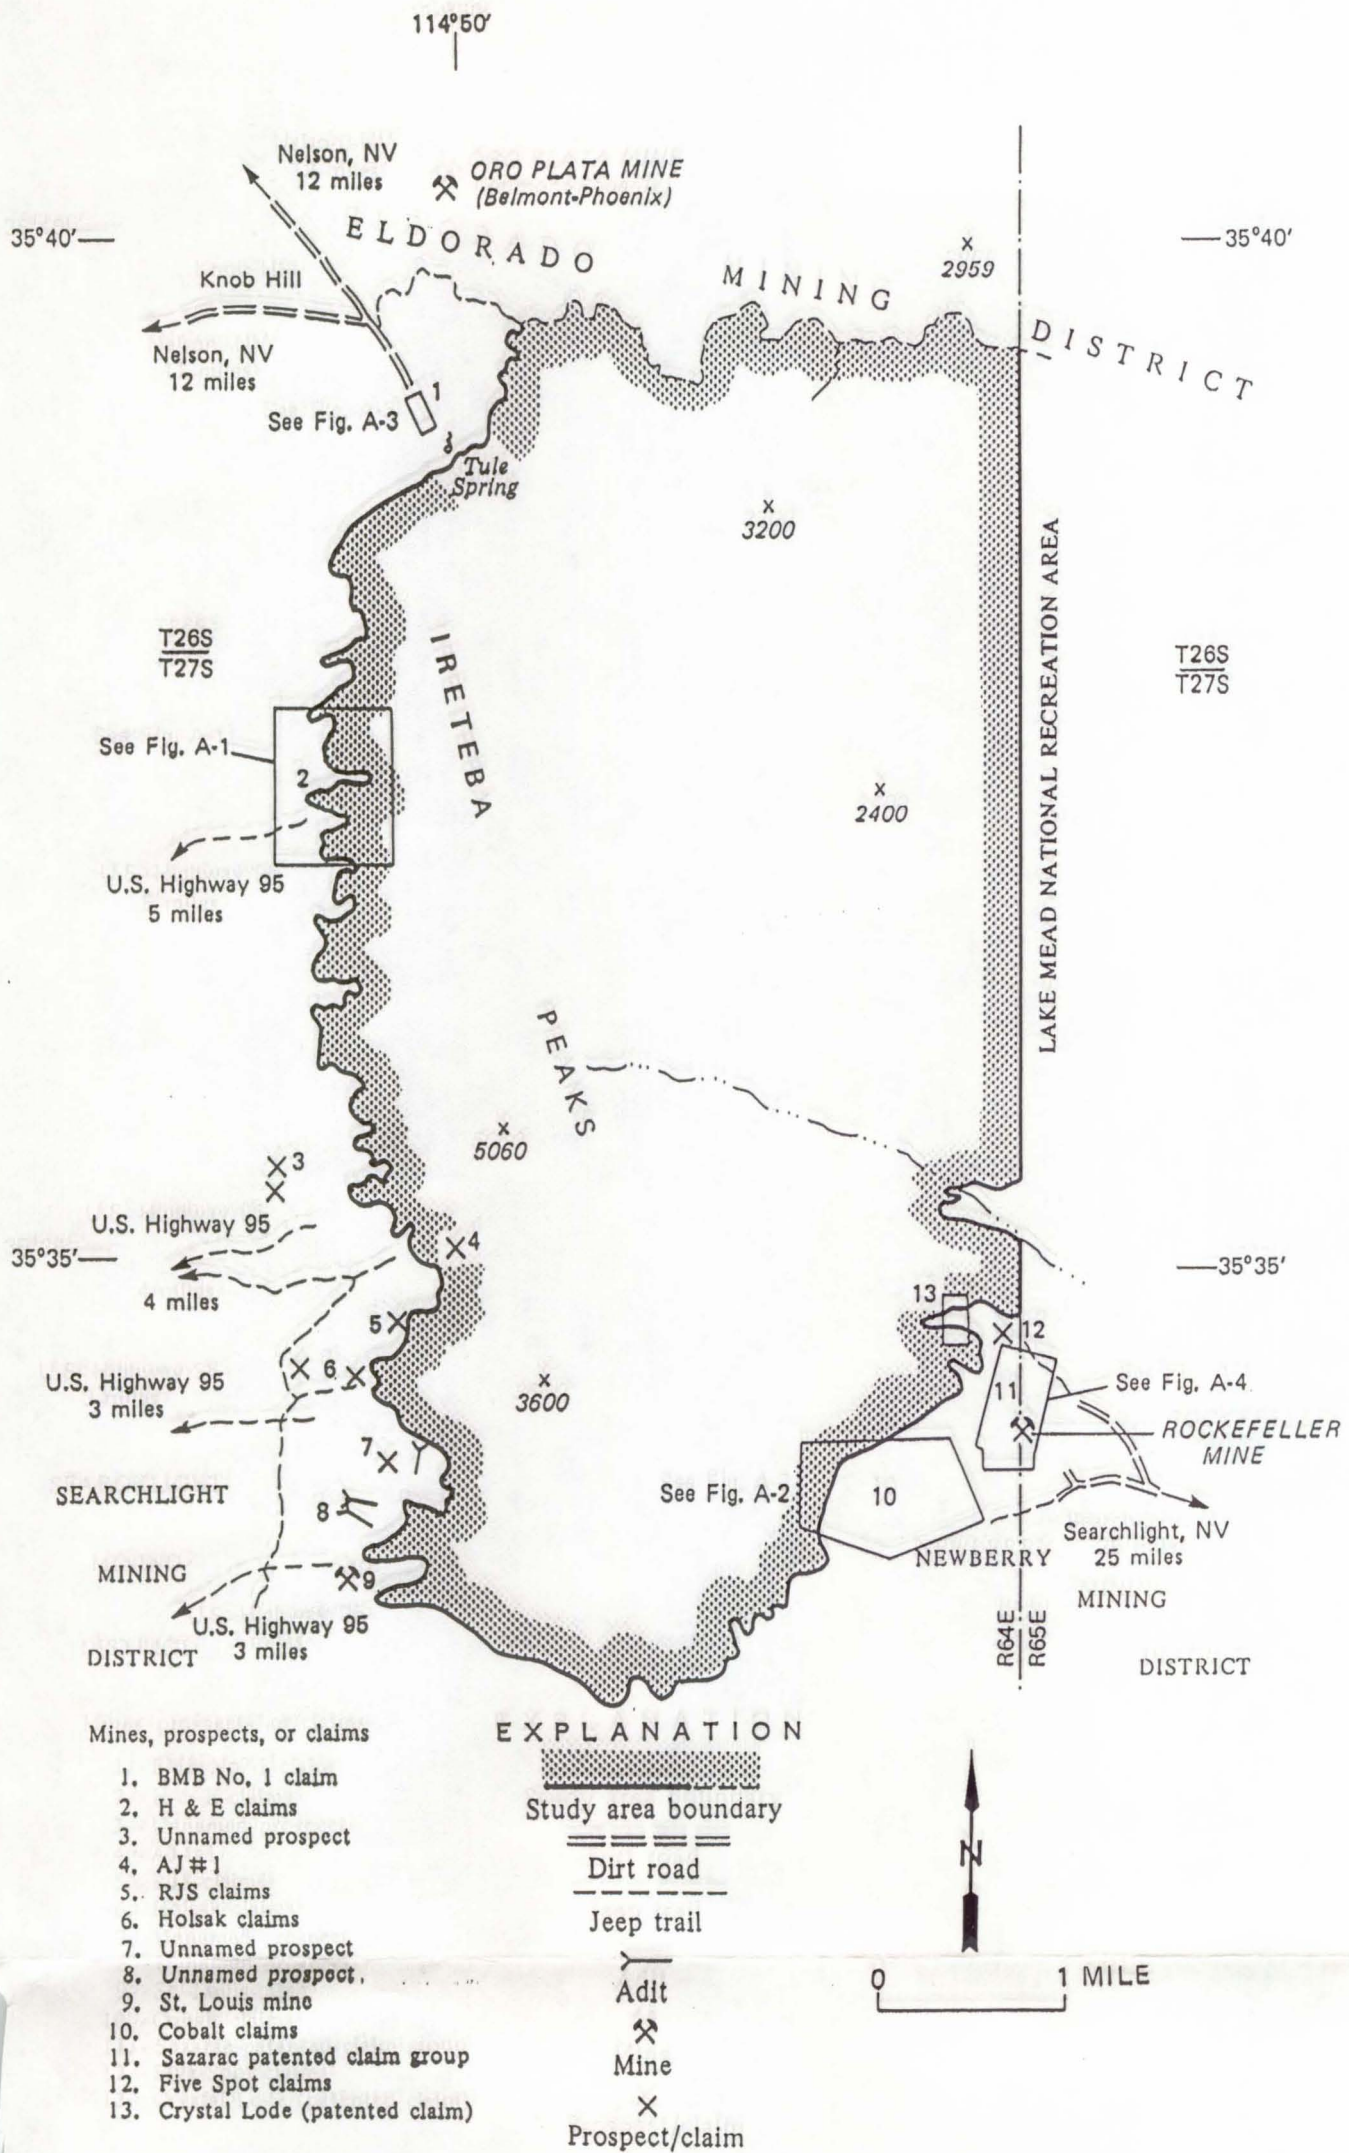 114°50′
Nelson, NV
12 miles
ORO PLATA MINE
(Belmont-Phoenix)
35°40′
ELDORADO
MINING
DISTRICT
2959
35°40′
Knob Hill
Nelson, NV
12 miles
1
See Fig. A-3
Tule
Spring
3200
LAKE MEAD NATIONAL RECREATION AREA
T26S
T27S
IRETEBA
T26S
T27S
See Fig. A-1
2
2400
U.S. Highway 95
5 miles
PEAKS
5060
3
U.S. Highway 95
4
35°35′
35°35′
4 miles
13
5
12
6
U.S. Highway 95
3 miles
3600
11
See Fig. A-4
ROCKEFELLER
MINE
7
SEARCHLIGHT
See Fig. A-2
10
8
Searchlight, NV
25 miles
NEWBERRY
MINING
9
MINING
U.S. Highway 95
3 miles
DISTRICT
R64E
R65E
DISTRICT
Mines, prospects, or claims
1. BMB No. 1 claim
2. H & E claims
3. Unnamed prospect
4. AJ #1
5. RJS claims
6. Holsak claims
7. Unnamed prospect
8. Unnamed prospect
9. St. Louis mine
10. Cobalt claims
11. Sazarac patented claim group
12. Five Spot claims
13. Crystal Lode (patented claim)
EXPLANATION
Study area boundary
Dirt road
Jeep trail
Adit
Mine
Prospect/claim
N
0 1 MILE